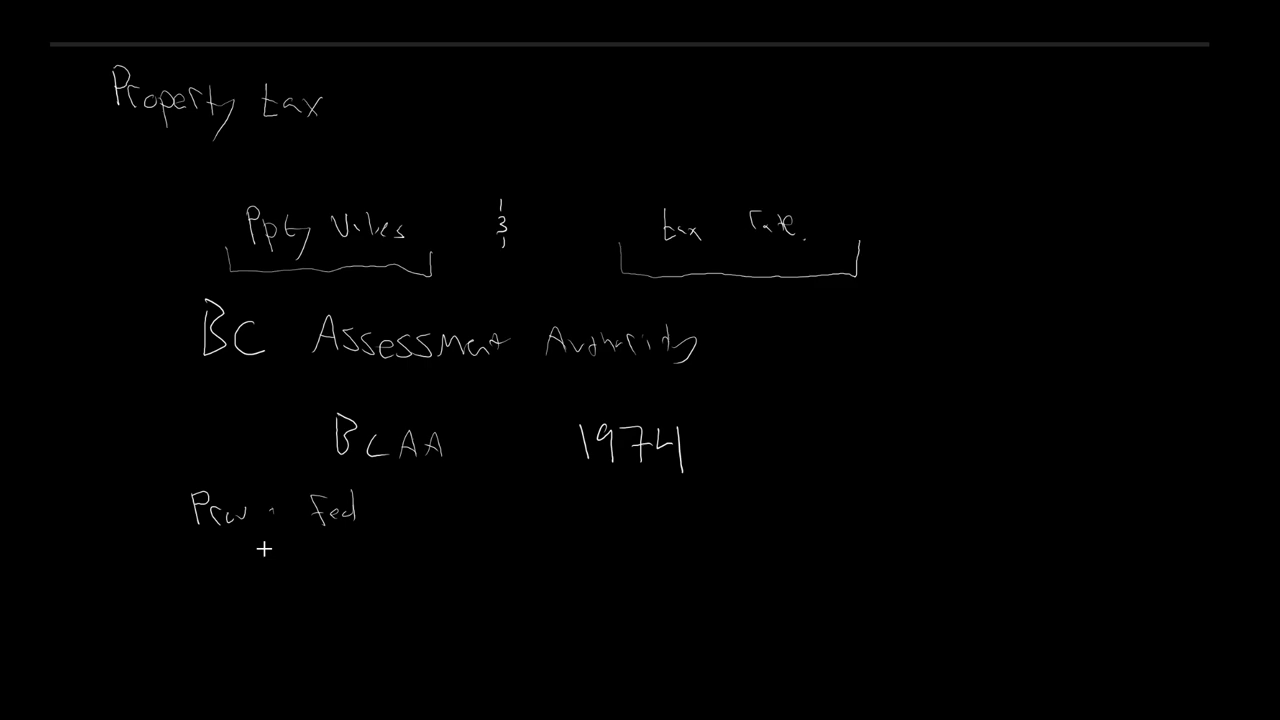 Property tax
Ppty Values & tax rate.
BC Assessment Authority
BCAA 1974
Prov. Fed